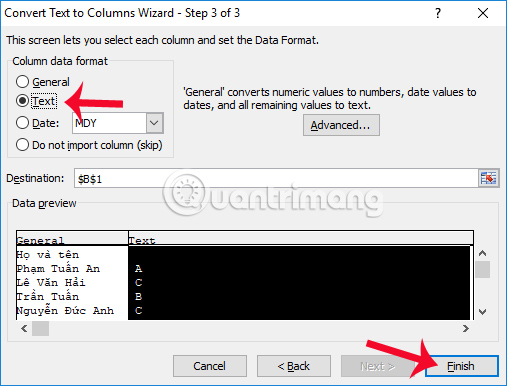 Convert Text to Columns Wizard - Step 3 of 3
This screen lets you select each column and set the Data Format.
Column data format
General
Text
Date: MDY
Do not import column (skip)
'General' converts numeric values to numbers, date values to dates, and all remaining values to text.
Advanced...
Destination: $B$1
Quantrimang
Data preview
General Text
Họ và tên
Phạm Tuấn An A
Lê Văn Hải C
Trần Tuấn B
Nguyễn Đức Anh C
Cancel < Back Next > Finish